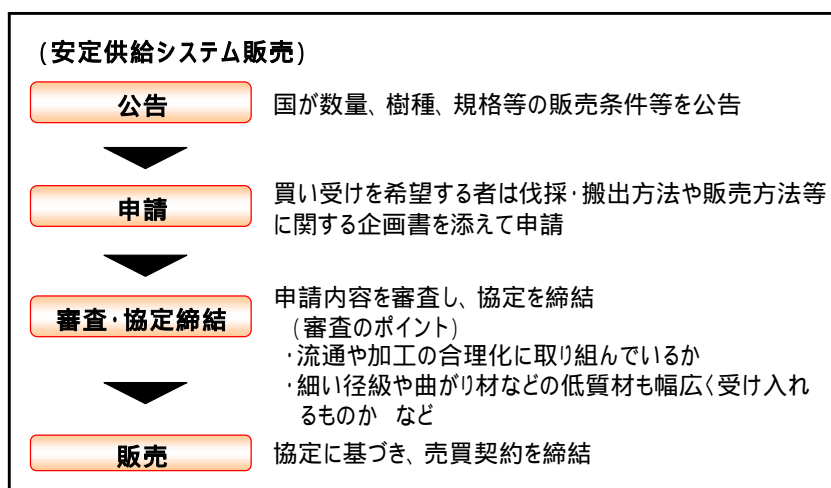 (安定供給システム販売)
公告
国が数量、樹種、規格等の販売条件等を公告
申請
買い受けを希望する者は伐採・搬出方法や販売方法等
に関する企画書を添えて申請
審査・協定締結
申請内容を審査し、協定を締結
(審査のポイント)
・流通や加工の合理化に取り組んでいるか
・細い径級や曲がり材などの低質材も幅広く受け入れ
るものか など
販売
協定に基づき、売買契約を締結